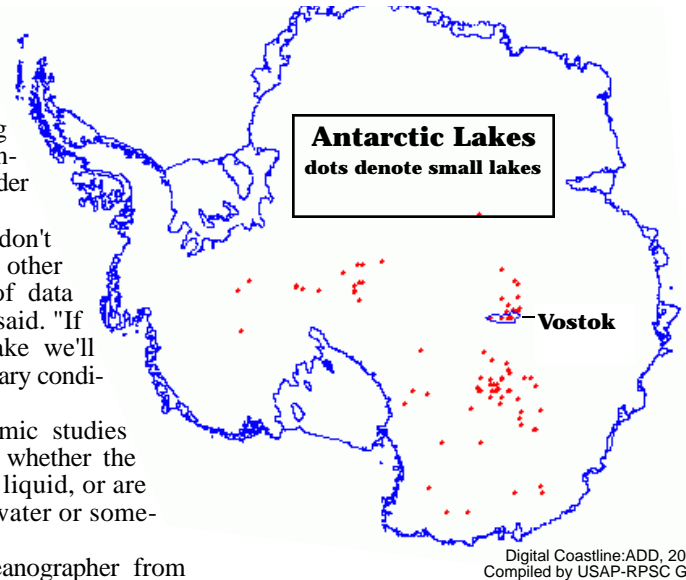 Antarctic Lakes
dots denote small lakes
Vostok
der
don't
other
of data
said. "If
ake we'll
ary condi-
mic studies
whether the
liquid, or are
water or some-
eanographer from
Digital Coastline:ADD, 20
Compiled by USAP-RPSC G